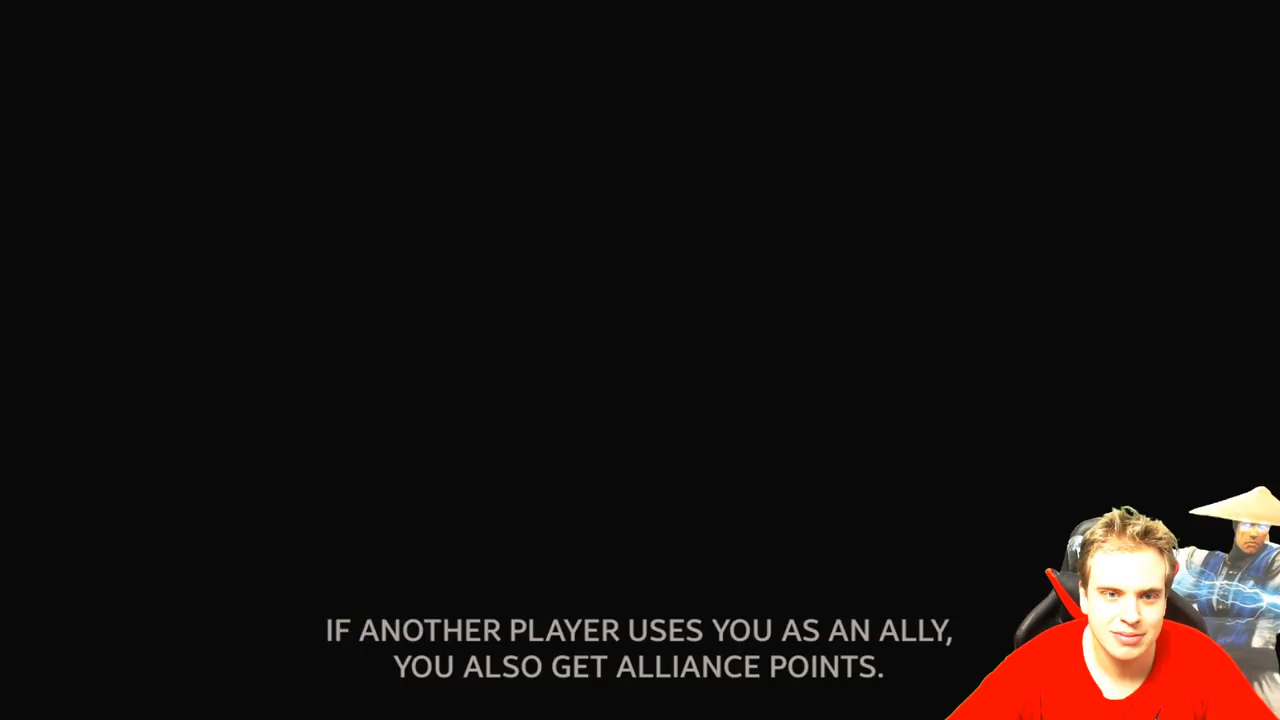 IF ANOTHER PLAYER USES YOU AS AN ALLY,
YOU ALSO GET ALLIANCE POINTS.